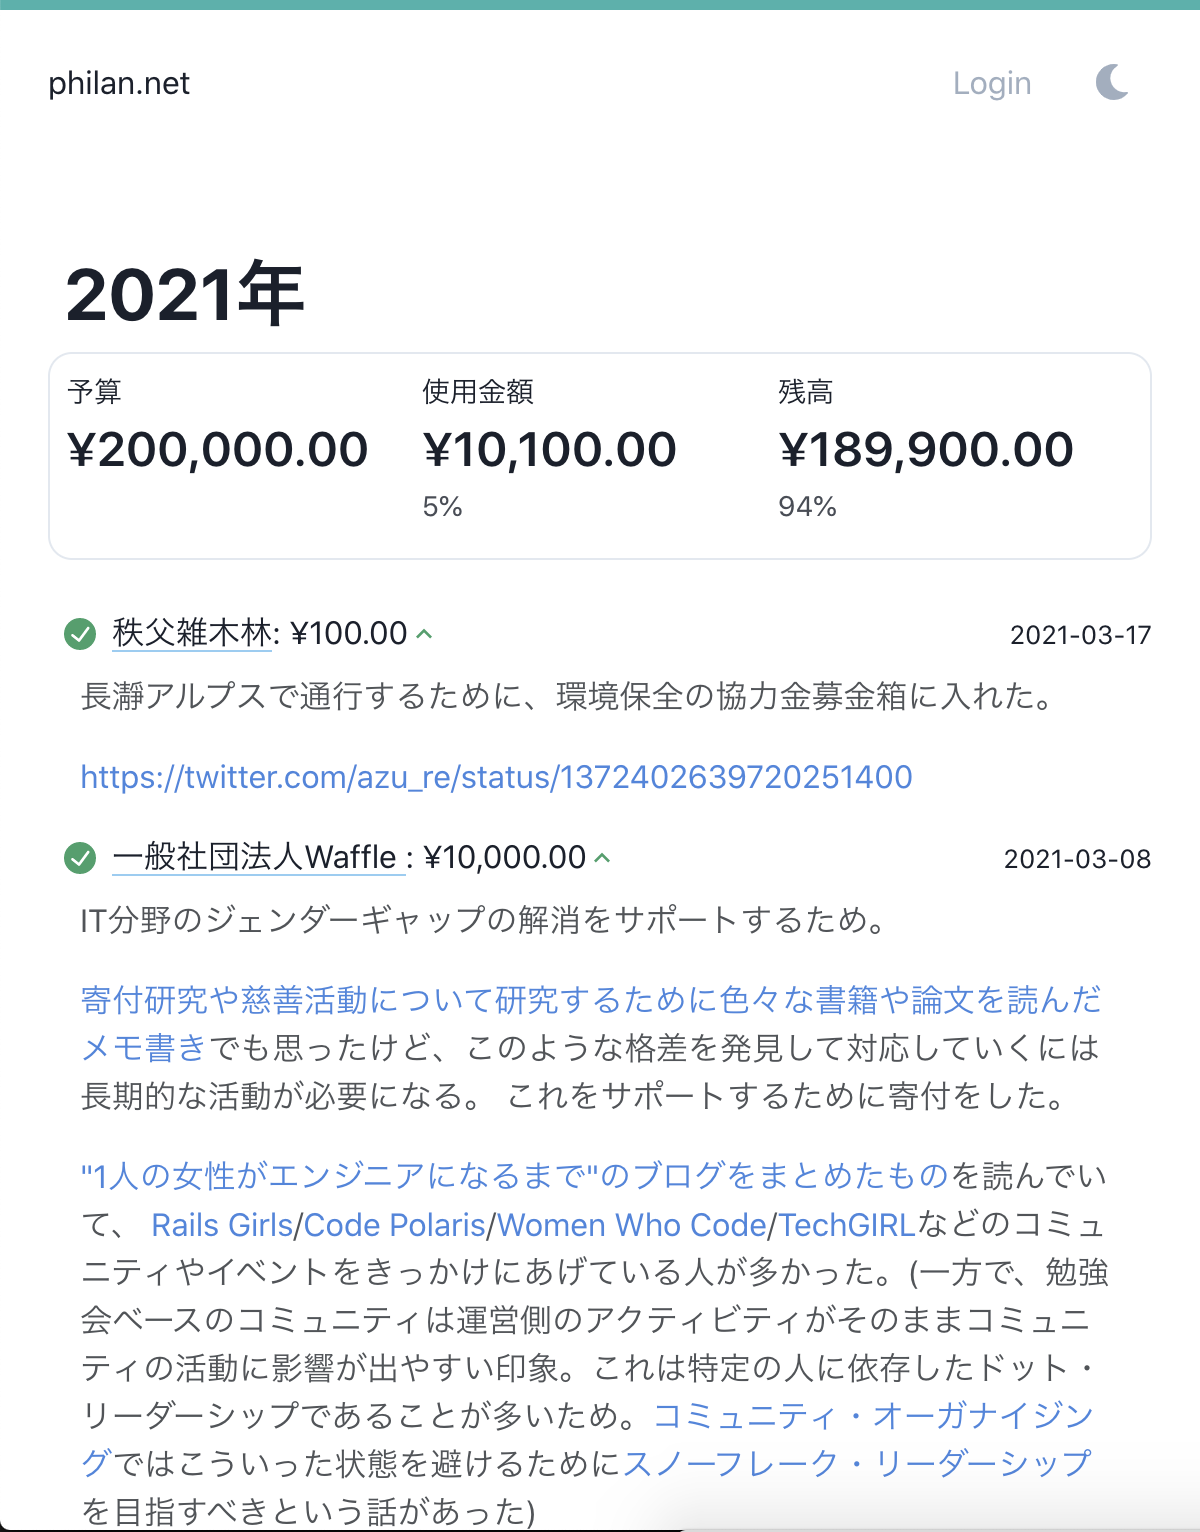 philan.net
Login
2021年
予算
使用金額
残高
¥200,000.00
¥10,100.00
¥189,900.00
5%
94%
秩父雑木林: ¥100.00
2021-03-17
長瀞アルプスで通行するために、環境保全の協力金募金箱に入れた。
https://twitter.com/azu_re/status/1372402639720251400
一般社団法人Waffle : ¥10,000.00
2021-03-08
IT分野のジェンダーギャップの解消をサポートするため。
寄付研究や慈善活動について研究するために色々な書籍や論文を読んだ
メモ書きでも思ったけど、このような格差を発見して対応していくには
長期的な活動が必要になる。 これをサポートするために寄付をした。
"1人の女性がエンジニアになるまで"のブログをまとめたものを読んでい
て、 Rails Girls/Code Polaris/Women Who Code/TechGIRLなどのコミュ
ニティやイベントをきっかけにあげている人が多かった。(一方で、勉強
会ベースのコミュニティは運営側のアクティビティがそのままコミュニ
ティの活動に影響が出やすい印象。これは特定の人に依存したドット・
リーダーシップであることが多いため。コミュニティ・オーガナイジン
グではこういった状態を避けるためにスノーフレーク・リーダーシップ
を目指すべきという話があった)